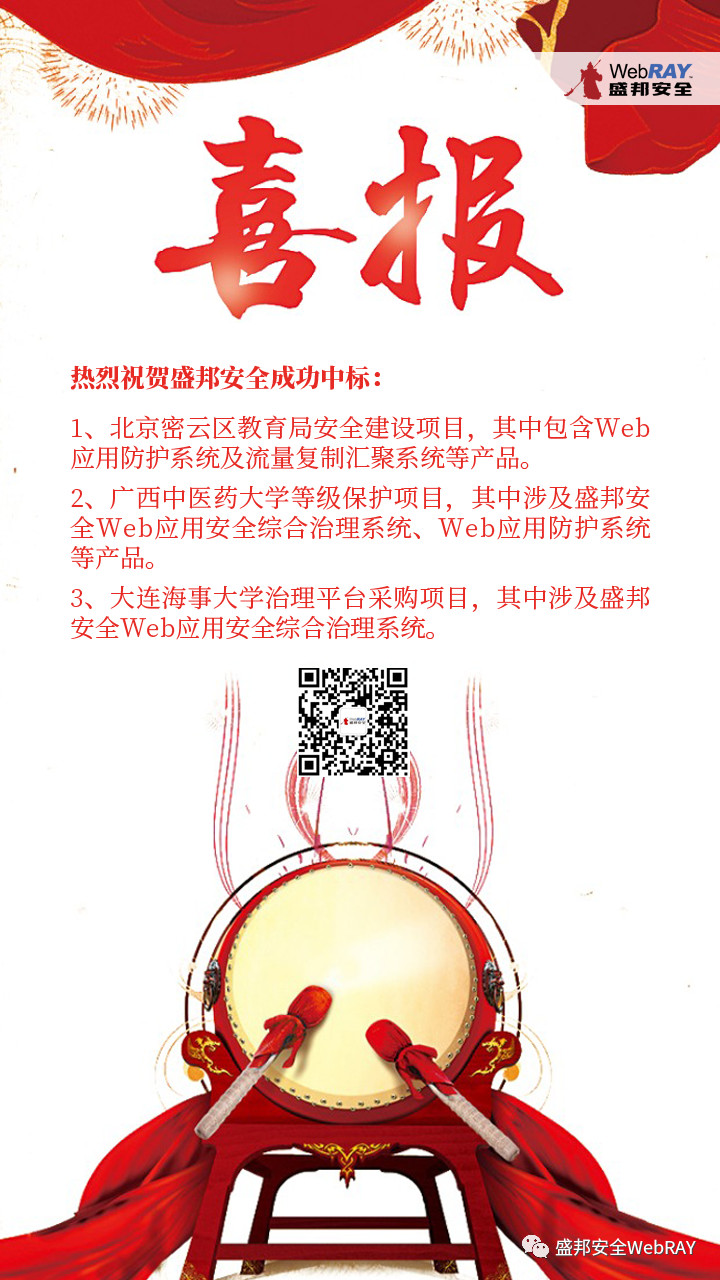 WebRAY
盛邦安全
喜报
热烈祝贺盛邦安全成功中标：
1、北京密云区教育局安全建设项目，其中包含Web
应用防护系统及流量复制汇聚系统等产品。
2、广西中医药大学等级保护项目，其中涉及盛邦安
全Web应用安全综合治理系统、Web应用防护系统
等产品。
3、大连海事大学治理平台采购项目，其中涉及盛邦
安全Web应用安全综合治理系统。
WebRAY
盛邦安全
盛邦安全WebRAY